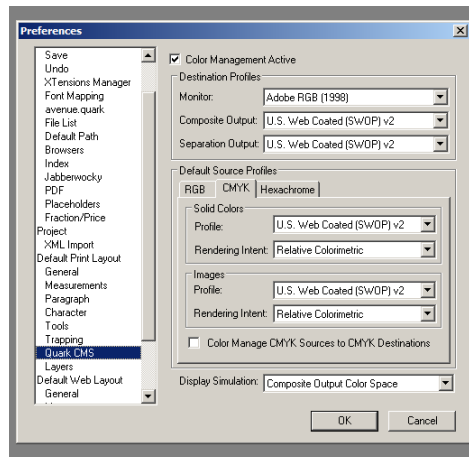 Preferences
Save
Undo
XTensions Manager
Font Mapping
avenue.quark
File List
Default Path
Browsers
Index
Jabberwocky
PDF
Placeholders
Fraction/Price
Project
XML Import
Default Print Layout
General
Measurements
Paragraph
Character
Tools
Trapping
Quark CMS
Layers
Default Web Layout
General
Color Management Active
Destination Profiles
Monitor: Adobe RGB (1998)
Composite Output: U.S. Web Coated (SWOP) v2
Separation Output: U.S. Web Coated (SWOP) v2
Default Source Profiles
RGB CMYK Hexachrome
Solid Colors
Profile: U.S. Web Coated (SWOP) v2
Rendering Intent: Relative Colorimetric
Images
Profile: U.S. Web Coated (SWOP) v2
Rendering Intent: Relative Colorimetric
Color Manage CMYK Sources to CMYK Destinations
Display Simulation: Composite Output Color Space
OK Cancel